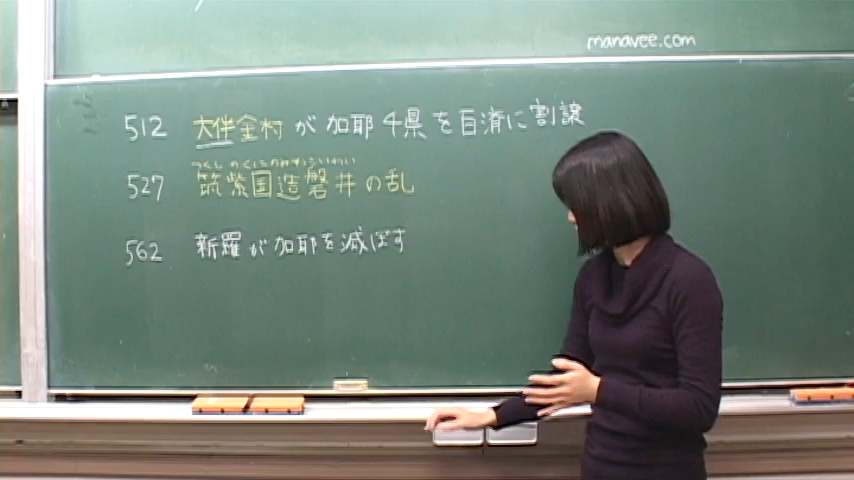 manavee.com
512 大伴金村が加耶4県を百済に割譲
つくしのくにのみやつこいわい
527 筑紫国造磐井の乱
562 新羅が加耶を滅ぼす